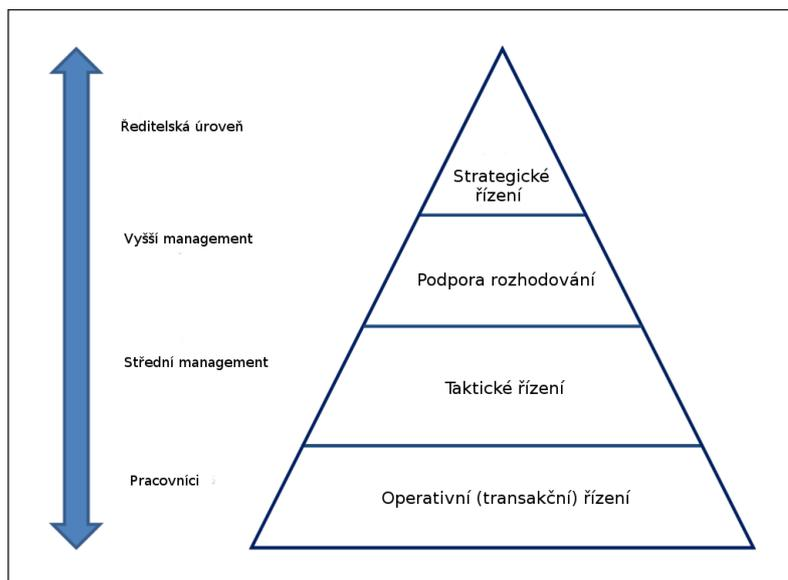 Ředitelská úroveň
Strategické
řízení
Vyšší management
Podpora rozhodování
Střední management
Taktické řízení
Pracovníci
Operativní (transakční) řízení